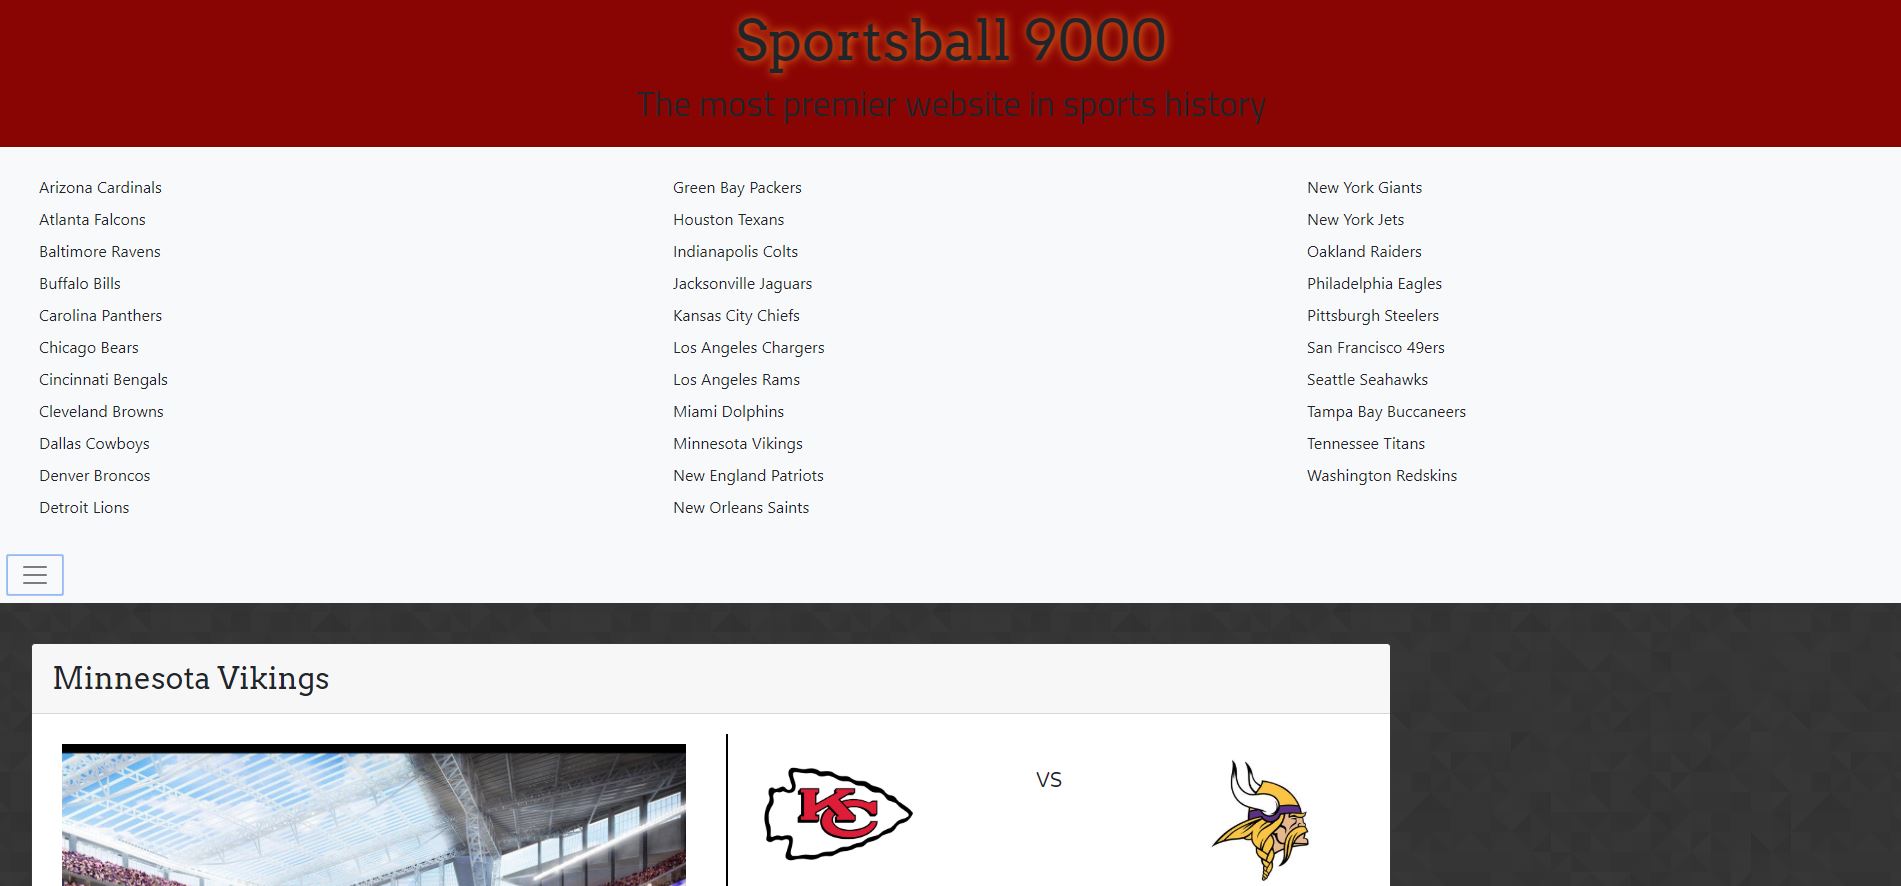 Sportsball 9000
The most premier website in sports history
Arizona Cardinals
Atlanta Falcons
Baltimore Ravens
Buffalo Bills
Carolina Panthers
Chicago Bears
Cincinnati Bengals
Cleveland Browns
Dallas Cowboys
Denver Broncos
Detroit Lions
Green Bay Packers
Houston Texans
Indianapolis Colts
Jacksonville Jaguars
Kansas City Chiefs
Los Angeles Chargers
Los Angeles Rams
Miami Dolphins
Minnesota Vikings
New England Patriots
New Orleans Saints
New York Giants
New York Jets
Oakland Raiders
Philadelphia Eagles
Pittsburgh Steelers
San Francisco 49ers
Seattle Seahawks
Tampa Bay Buccaneers
Tennessee Titans
Washington Redskins
Minnesota Vikings
KC
VS